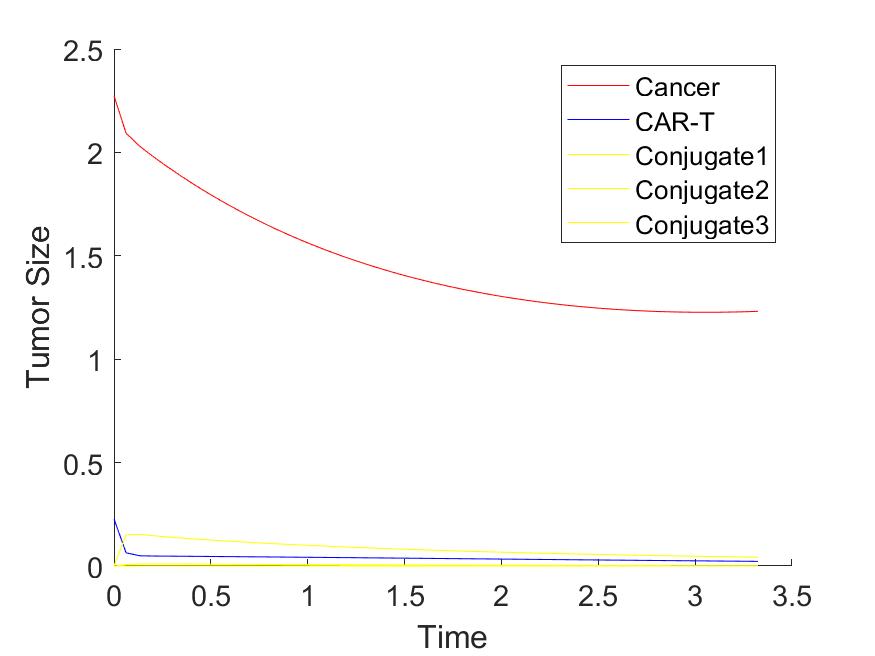 2.5
2
1.5
1
0.5
0
Tumor Size
Cancer
CAR-T
Conjugate1
Conjugate2
Conjugate3
0 0.5 1 1.5 2 2.5 3 3.5
Time